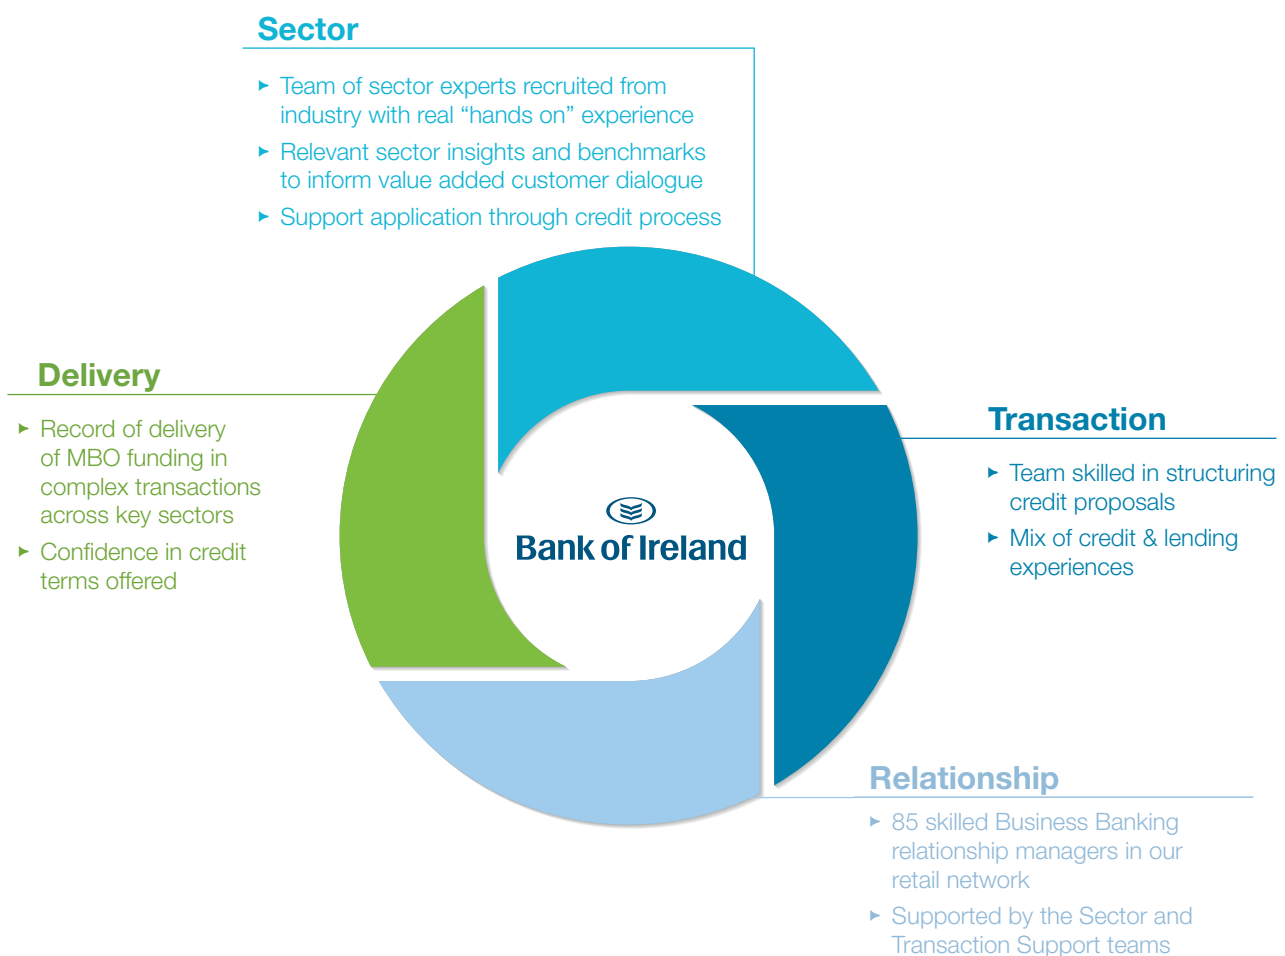 Sector
► Team of sector experts recruited from
industry with real “hands on” experience
► Relevant sector insights and benchmarks
to inform value added customer dialogue
► Support application through credit process
Delivery
► Record of delivery
of MBO funding in
complex transactions
across key sectors
► Confidence in credit
terms offered
Bank of Ireland
Transaction
► Team skilled in structuring
credit proposals
► Mix of credit & lending
experiences
Relationship
► 85 skilled Business Banking
relationship managers in our
retail network
► Supported by the Sector and
Transaction Support teams